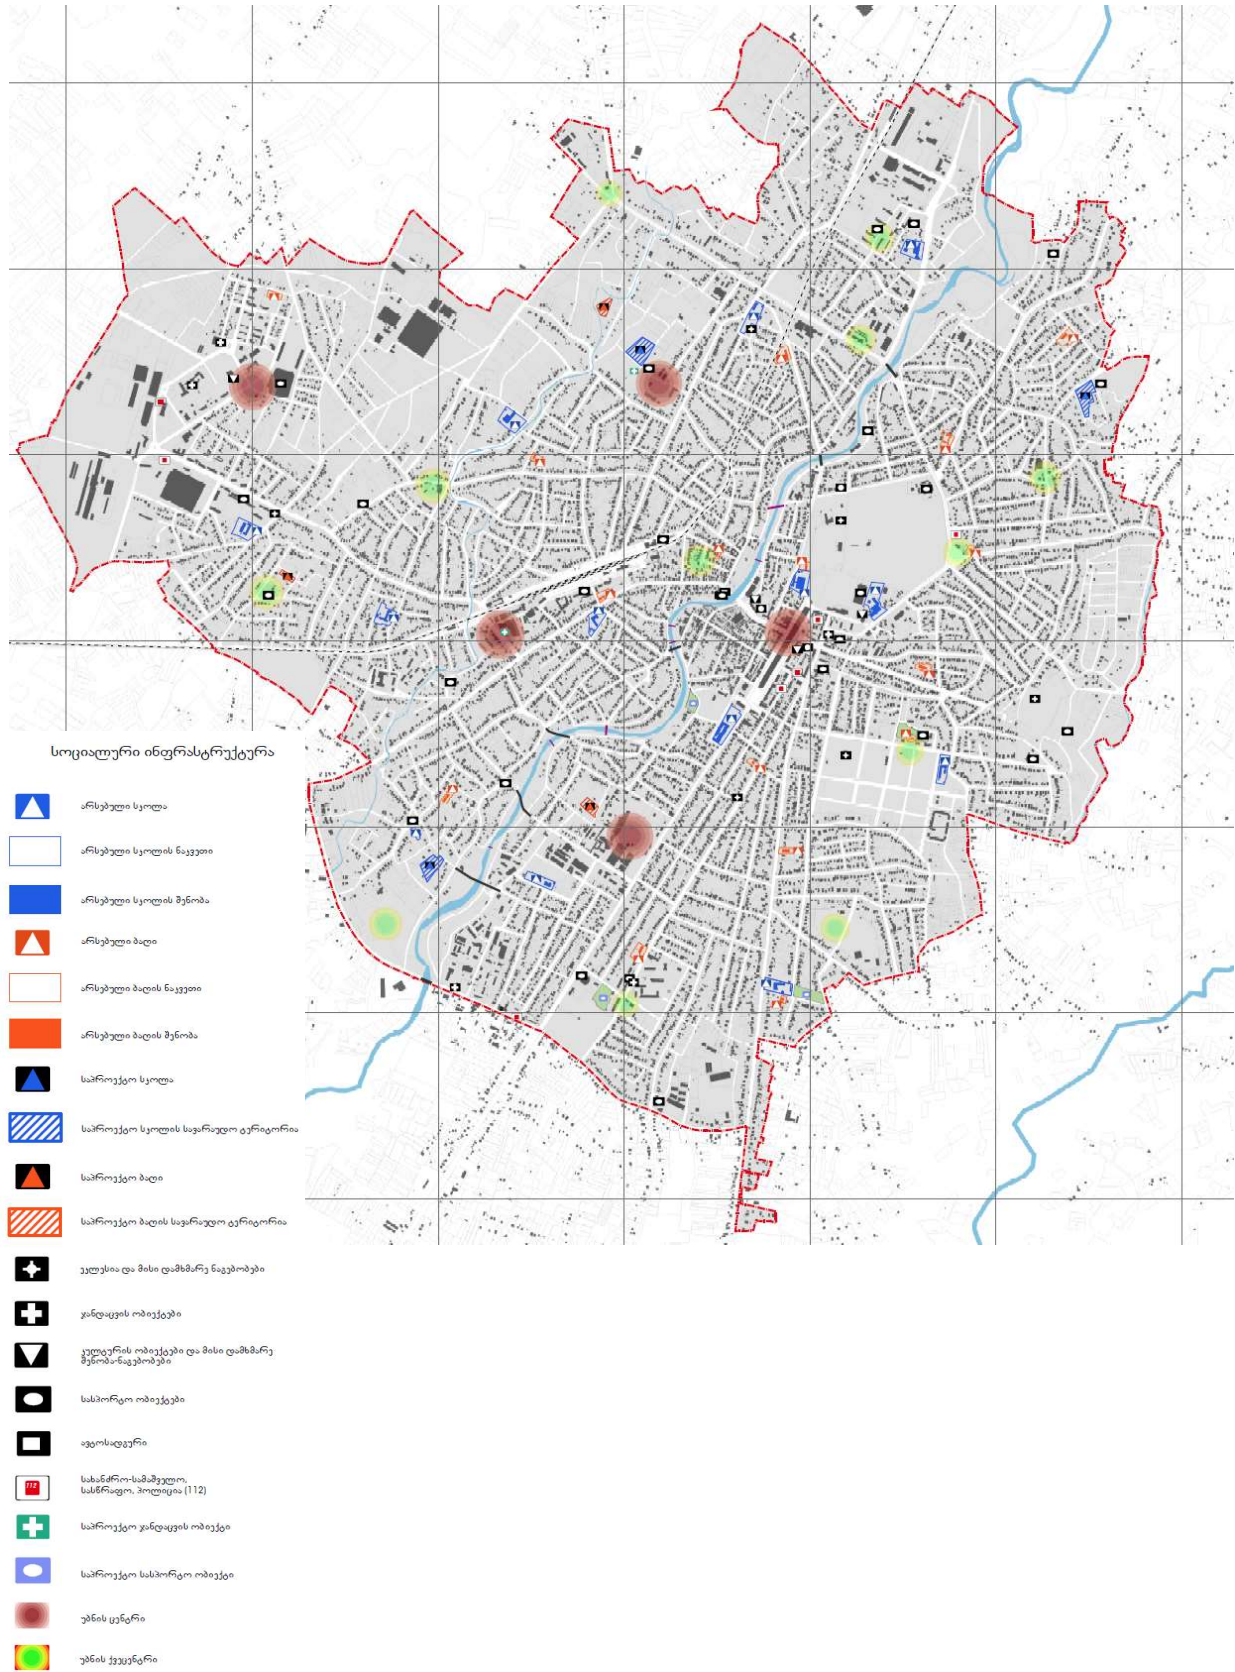 სოციალური ინფრასტრუქტურა
არსებული სკოლა
არსებული სკოლის ნაკვეთი
არსებული სკოლის შენობა
არსებული ბაღი
არსებული ბაღის ნაკვეთი
არსებული ბაღის შენობა
საპროექტო სკოლა
საპროექტო სკოლის სავარაუდო ტერიტორია
საპროექტო ბაღი
საპროექტო ბაღის სავარაუდო ტერიტორია
ეკლესია და მისი დამხმარე ნაგებობები
ჯანდაცვის ობიექტები
კულტურის ობიექტები და მისი დამხმარე
შენობა-ნაგებობები
სასპორტო ობიექტები
ავტოსადგური
112
სახანძრო-სამაშველო,
სასწრაფო, პოლიცია (112)
საპროექტო ჯანდაცვის ობიექტი
საპროექტო სასპორტო ობიექტი
უბნის ცენტრი
უბნის ქვეცენტრი